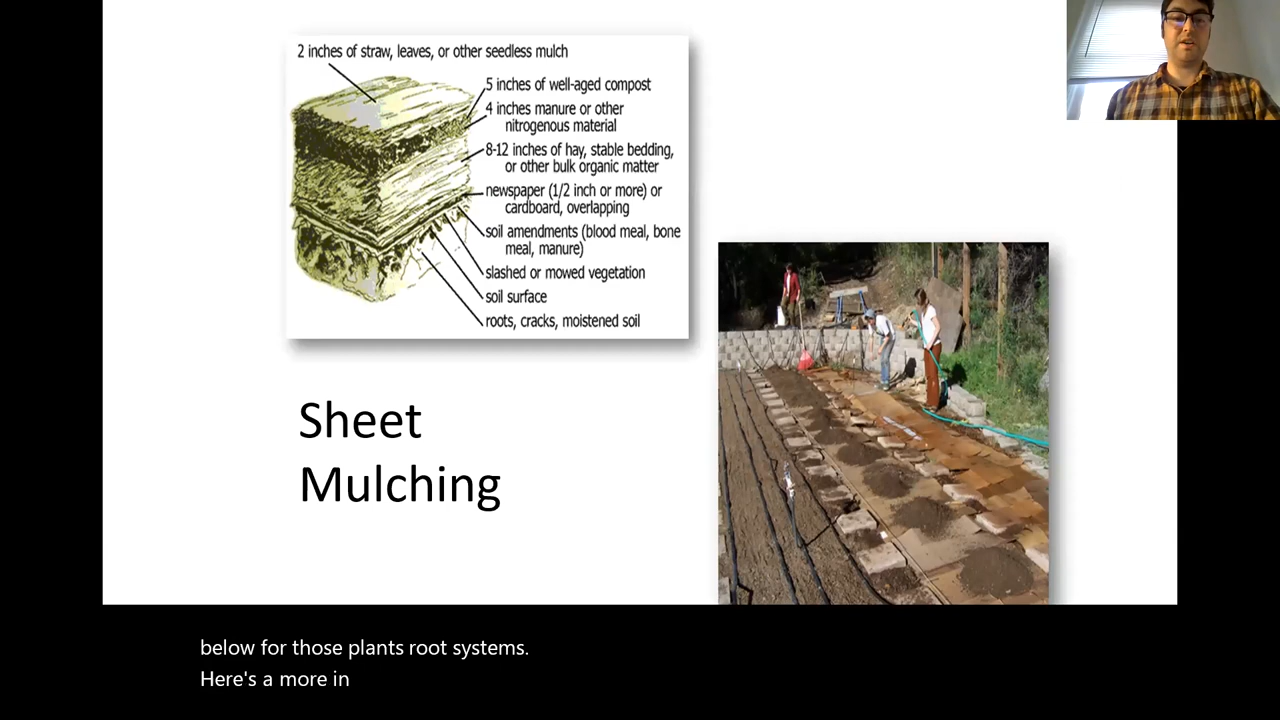 2 inches of straw, leaves, or other seedless mulch
5 inches of well-aged compost
4 inches manure or other
nitrogenous material
8-12 inches of hay, stable bedding,
or other bulk organic matter
newspaper (1/2 inch or more) or
cardboard, overlapping
soil amendments (blood meal, bone
meal, manure)
slashed or mowed vegetation
soil surface
roots, cracks, moistened soil
Sheet
Mulching
below for those plants root systems.
Here's a more in